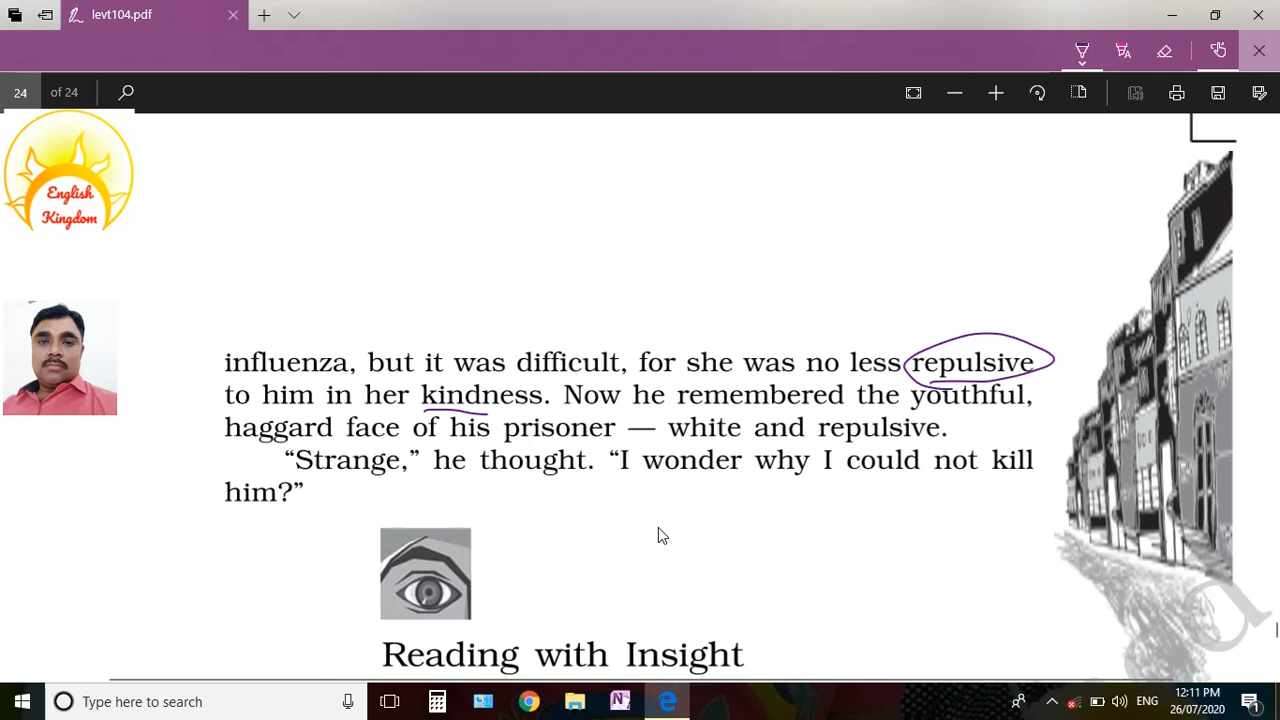 levt104.pdf
24 of 24
English
Kingdom
influenza, but it was difficult, for she was no less repulsive
to him in her kindness. Now he remembered the youthful,
haggard face of his prisoner — white and repulsive.
“Strange,” he thought. “I wonder why I could not kill
him?”
Reading with Insight
Type here to search
ENG
12:11 PM
26/07/2020
1